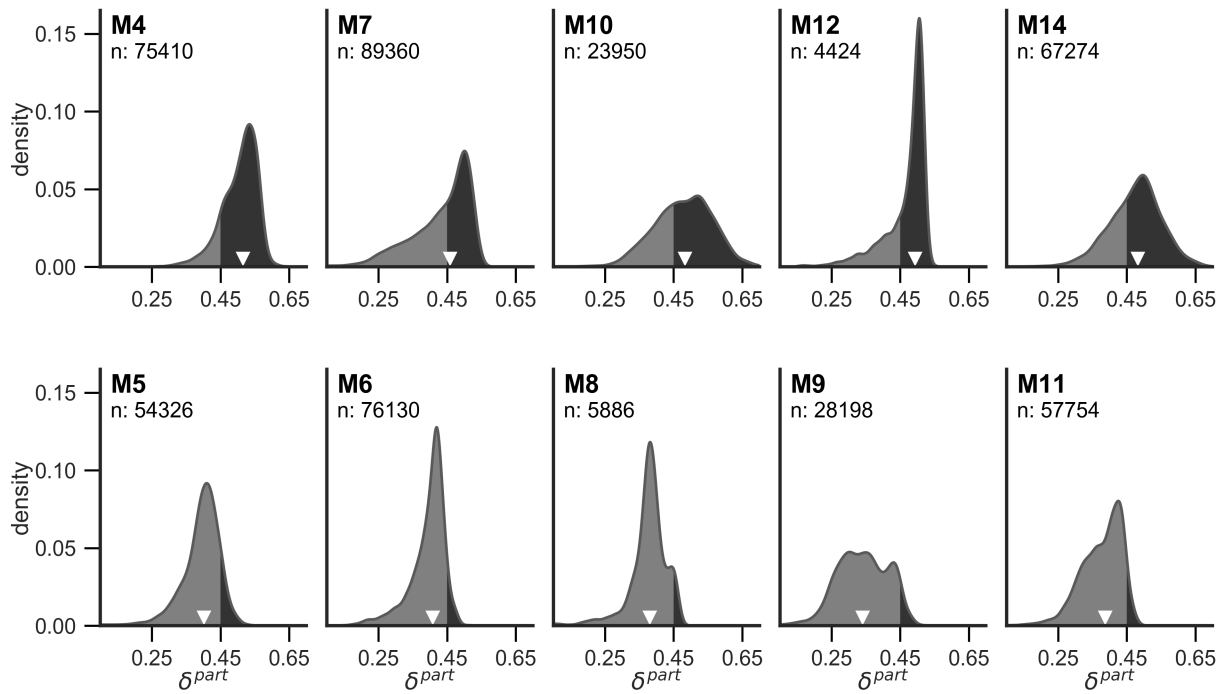 M4 M7 M10 M12 M14
n: 75410 n: 89360 n: 23950 n: 4424 n: 67274
density
0.15
0.10
0.05
0.00
0.25 0.45 0.65 0.25 0.45 0.65 0.25 0.45 0.65 0.25 0.45 0.65 0.25 0.45 0.65
M5 M6 M8 M9 M11
n: 54326 n: 76130 n: 5886 n: 28198 n: 57754
density
0.15
0.10
0.05
0.00
0.25 0.45 0.65 0.25 0.45 0.65 0.25 0.45 0.65 0.25 0.45 0.65 0.25 0.45 0.65
δ^part δ^part δ^part δ^part δ^part